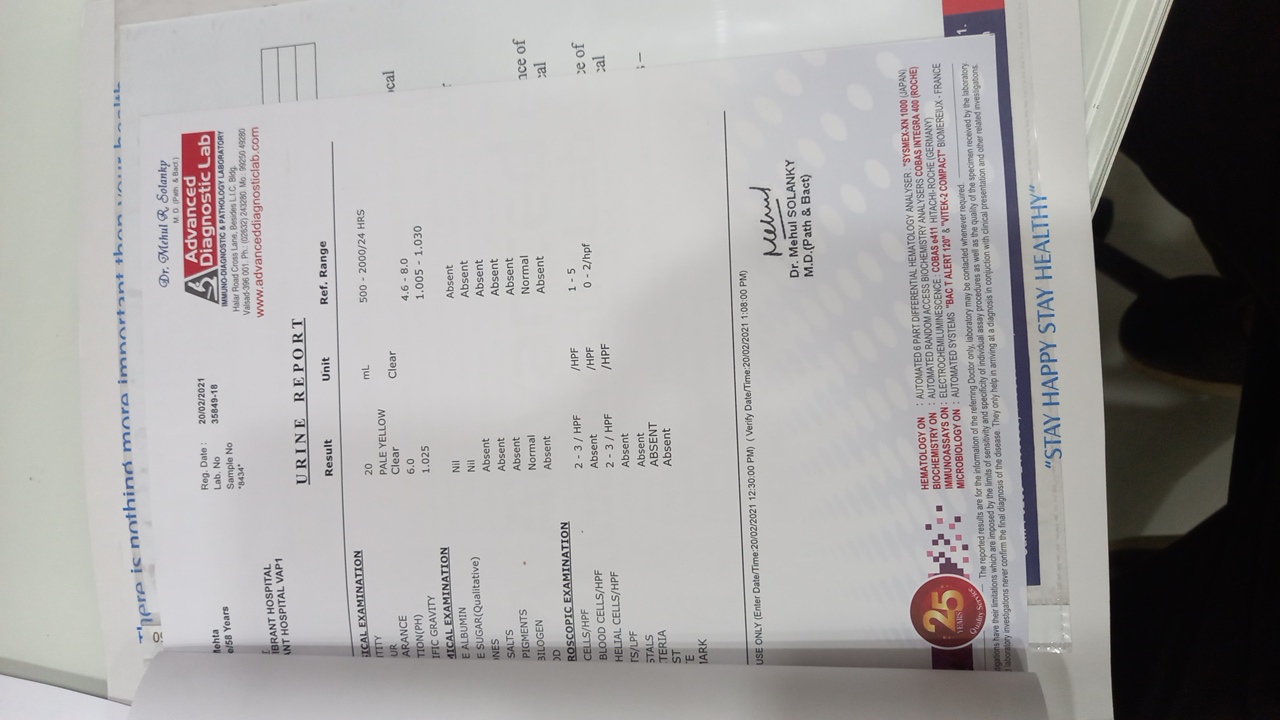 There is nothing more important than your health
Dr. Mehul R. Solanky
M. D. (Path. & Bact.)
Advanced
Diagnostic Lab
IMMUNO-DIAGNOSTIC & PATHOLOGY LABORATORY
Halar Road Cross Lane, Besides L.I.C. Bldg.
Valsad-396 001. Ph.: (02632) 243280. Mo.: 99250 49280
www.advanceddiagnosticlab.com
Mehta
e/58 Years
Reg. Date : 20/02/2021
Lab. No 35849-18
Sample No
*8434*
IBRANT HOSPITAL
ANT HOSPITAL VAP1
URINE REPORT
Result Unit Ref. Range
ICAL EXAMINATION
TITY 20 mL 500 - 2000/24 HRS
UR PALE YELLOW
ARANCE Clear Clear
TION(PH) 6.0 4.6 - 8.0
IFIC GRAVITY 1.025 1.005 - 1.030
MICAL EXAMINATION
E ALBUMIN Nil Absent
E SUGAR(Qualitative) Nil Absent
ONES Absent Absent
SALTS Absent Absent
PIGMENTS Absent Absent
BILOGEN Normal Normal
OD Absent Absent
ROSCOPIC EXAMINATION
CELLS/HPF 2 - 3 / HPF /HPF 1 - 5
BLOOD CELLS/HPF Absent /HPF 0 - 2/hpf
HELIAL CELLS/HPF 2 - 3 / HPF /HPF
TS/LPF Absent
STALS Absent
TERIA ABSENT
ST Absent
E
ARK
USE ONLY (Enter Date/Time:20/02/2021 12:30:00 PM) ( Verify Date/Time:20/02/2021 1:08:00 PM)
Mehul
Dr. Mehul SOLANKY
M.D.(Path & Bact)
ocal
nce of
cal
ce of
cal
s –
25
YEARS
Quality Service
HEMATOLOGY ON : AUTOMATED 6 PART DIFFERENTIAL HEMATOLOGY ANALYSER : "SYSMEX-XN 1000 (JAPAN)
BIOCHEMISTRY ON : AUTOMATED RANDOM ACCESS BIOCHEMISTRY ANALYSERS COBAS INTEGRA 400 (ROCHE)
IMMUNOASSAYS ON : ELECTROCHEMILUMINESCENCE : COBAS e411 HITACHI-ROCHE (GERMANY)
MICROBIOLOGY ON : AUTOMATED SYSTEMS "BAC T ALERT 120" & "VITEK-2 COMPACT" BIOMEREIUX - FRANCE
The reported results are for the information of the referring Doctor only, laboratory may be contacted whenever required.
igations have their limitations which are imposed by the limits of sensitivity and specificity of individual assay procedures as well as the quality of the specimen received by the laboratory.
laboratory investigations never confirm the final diagnosis of the disease. They only help in arriving at a diagnosis in conjuction with clinical presentation and other related investigations.
1.
"STAY HAPPY STAY HEALTHY"